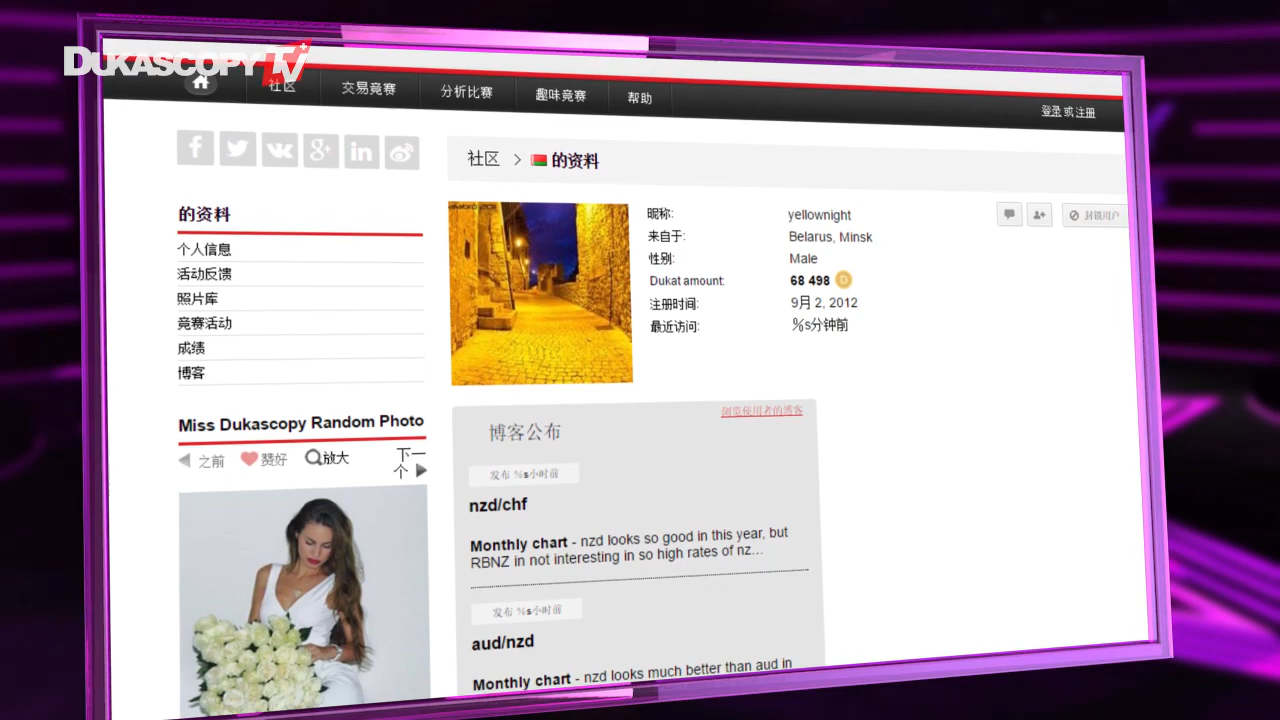 DUKASCOPY TV
社区 交易竞赛 分析比赛 趣味竞赛 帮助
登录 或 注册
社区 > 的资料
的资料
个人信息
活动反馈
照片库
竞赛活动
成绩
博客
昵称: yellownight
来自于: Belarus, Minsk
性别: Male
Dukat amount: 68 498
注册时间: 9月 2, 2012
最近访问: %s分钟前
封锁用户
Miss Dukascopy Random Photo
之前 赞好 放大 下一个
浏览使用者的博客
博客公布
发布 %s小时前
nzd/chf
Monthly chart - nzd looks so good in this year, but
RBNZ in not interesting in so high rates of nz...
发布 %s小时前
aud/nzd
Monthly chart - nzd looks much better than aud in